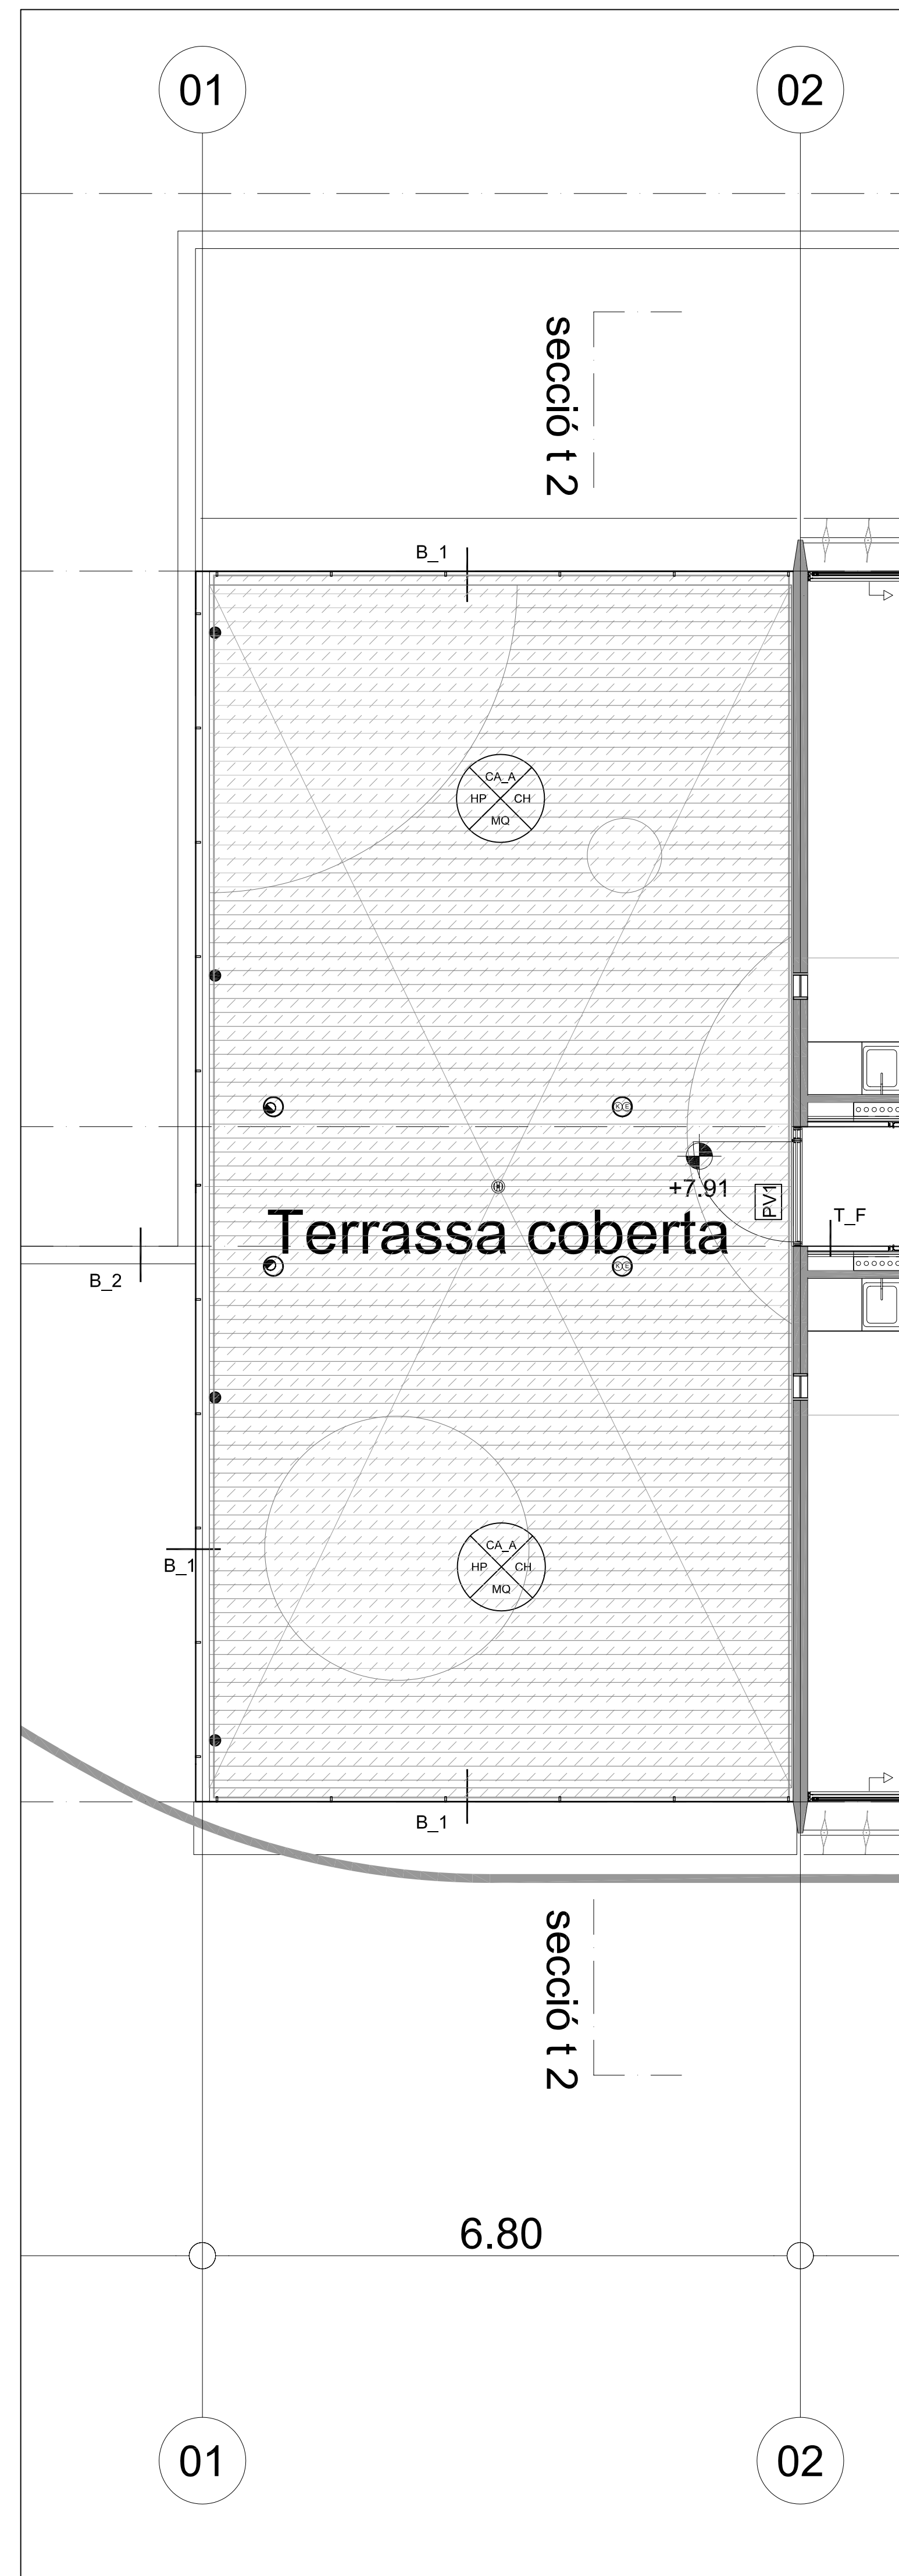 01
02
secció t 2
B_1
CA_A
HP
CH
MQ
+7.91
PV1
Terrassa coberta
T_F
B_2
CA_A
HP
CH
MQ
B_1
B_1
secció t 2
6.80
01
02